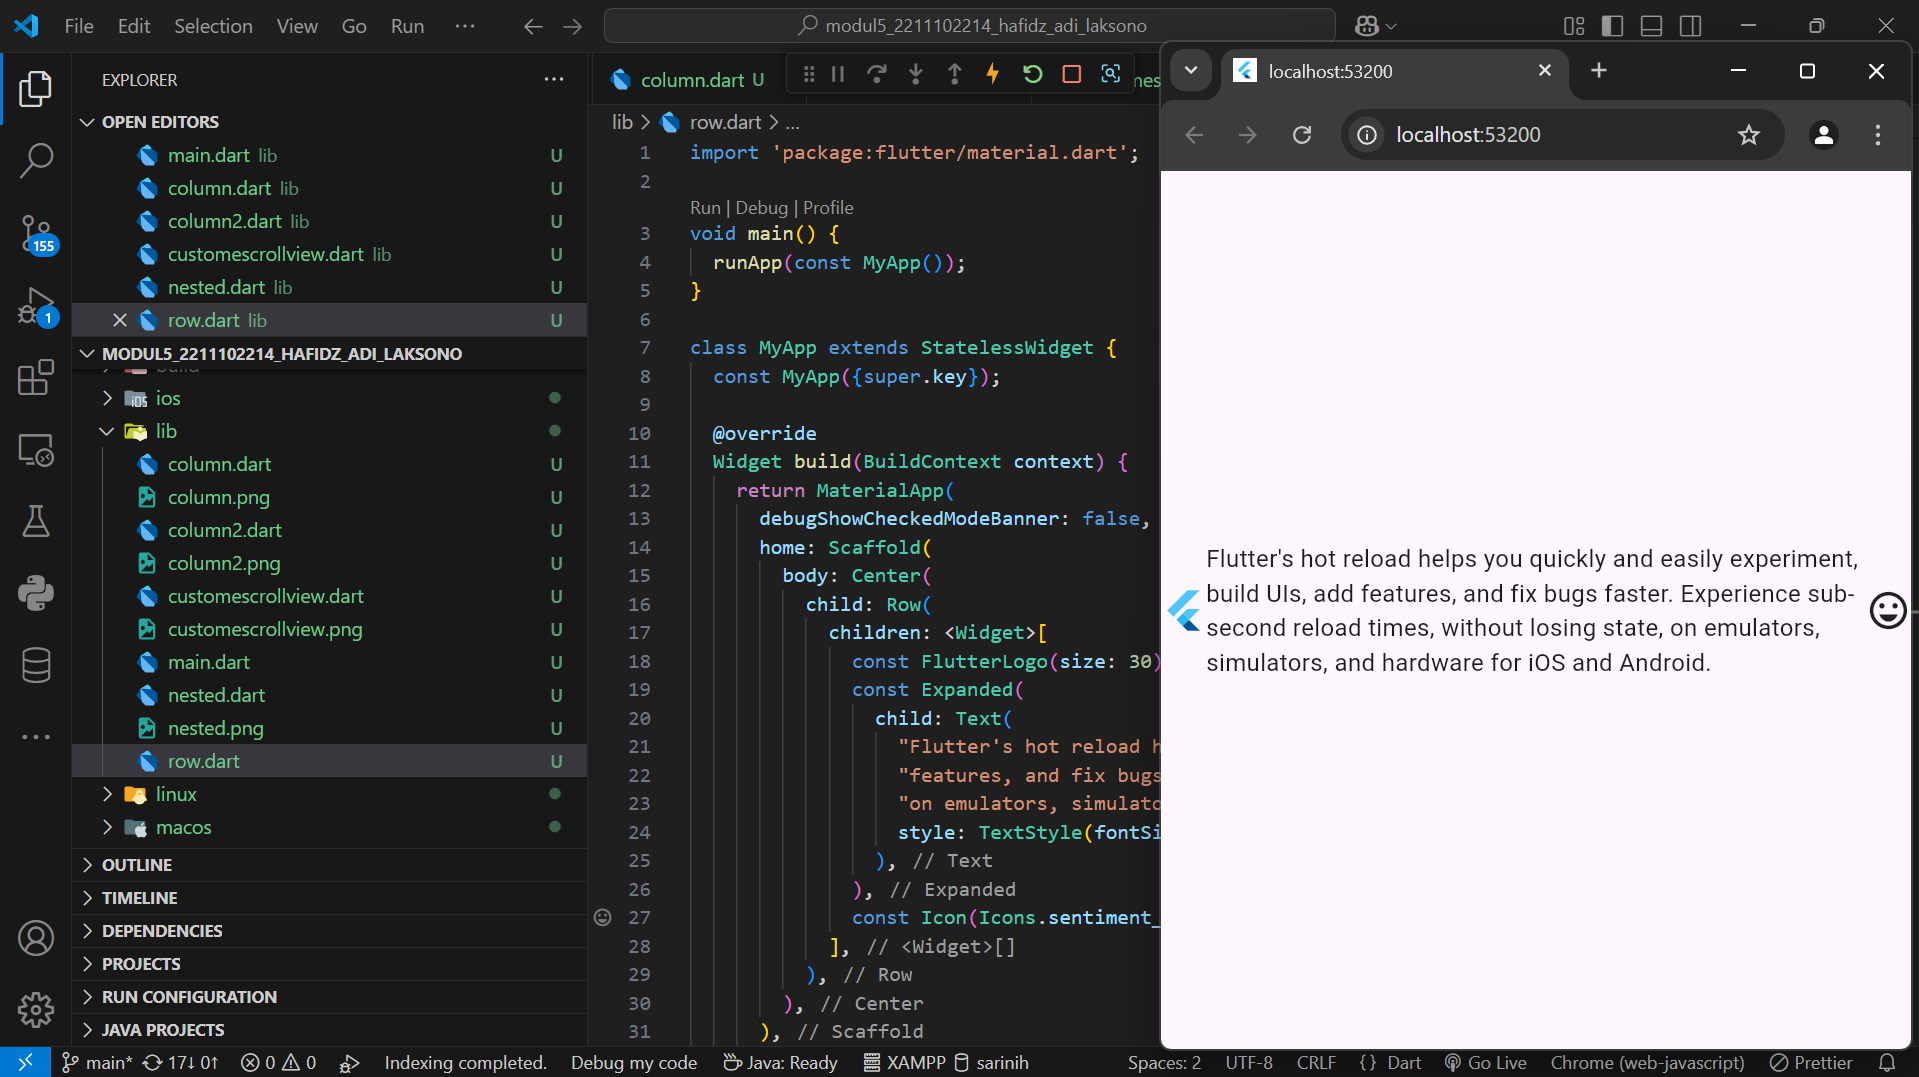 File Edit Selection View Go Run ...
modul5_2211102214_hafidz_adi_laksono
EXPLORER
OPEN EDITORS
main.dart lib U
column.dart lib U
column2.dart lib U
customescrollview.dart lib U
nested.dart lib U
row.dart lib U
MODUL5_2211102214_HAFIDZ_ADI_LAKSONO
ios
lib
column.dart U
column.png U
column2.dart U
column2.png U
customescrollview.dart U
customescrollview.png U
main.dart U
nested.dart U
nested.png U
row.dart U
linux
macos
OUTLINE
TIMELINE
DEPENDENCIES
PROJECTS
RUN CONFIGURATION
JAVA PROJECTS
155
1
column.dart U
nes
lib > row.dart > ...
1 import 'package:flutter/material.dart';
2
Run | Debug | Profile
3 void main() {
4 runApp(const MyApp());
5 }
6
7 class MyApp extends StatelessWidget {
8 const MyApp({super.key});
9
10 @override
11 Widget build(BuildContext context) {
12 return MaterialApp(
13 debugShowCheckedModeBanner: false,
14 home: Scaffold(
15 body: Center(
16 child: Row(
17 children: <Widget>[
18 const FlutterLogo(size: 30)
19 const Expanded(
20 child: Text(
21 "Flutter's hot reload h
22 "features, and fix bugs
23 "on emulators, simulato
24 style: TextStyle(fontSi
25 ), // Text
26 ), // Expanded
27 const Icon(Icons.sentiment_
28 ], // <Widget>[]
29 ), // Row
30 ), // Center
31 ), // Scaffold
localhost:53200
localhost:53200
Flutter's hot reload helps you quickly and easily experiment,
build UIs, add features, and fix bugs faster. Experience sub-
second reload times, without losing state, on emulators,
simulators, and hardware for iOS and Android.
main* 17↓ 0↑ 0 0 Indexing completed. Debug my code Java: Ready XAMPP sarinih Spaces: 2 UTF-8 CRLF {} Dart Go Live Chrome (web-javascript) Prettier